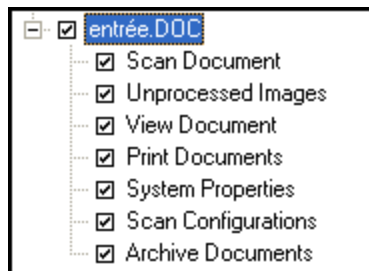 entrée.DOC
Scan Document
Unprocessed Images
View Document
Print Documents
System Properties
Scan Configurations
Archive Documents